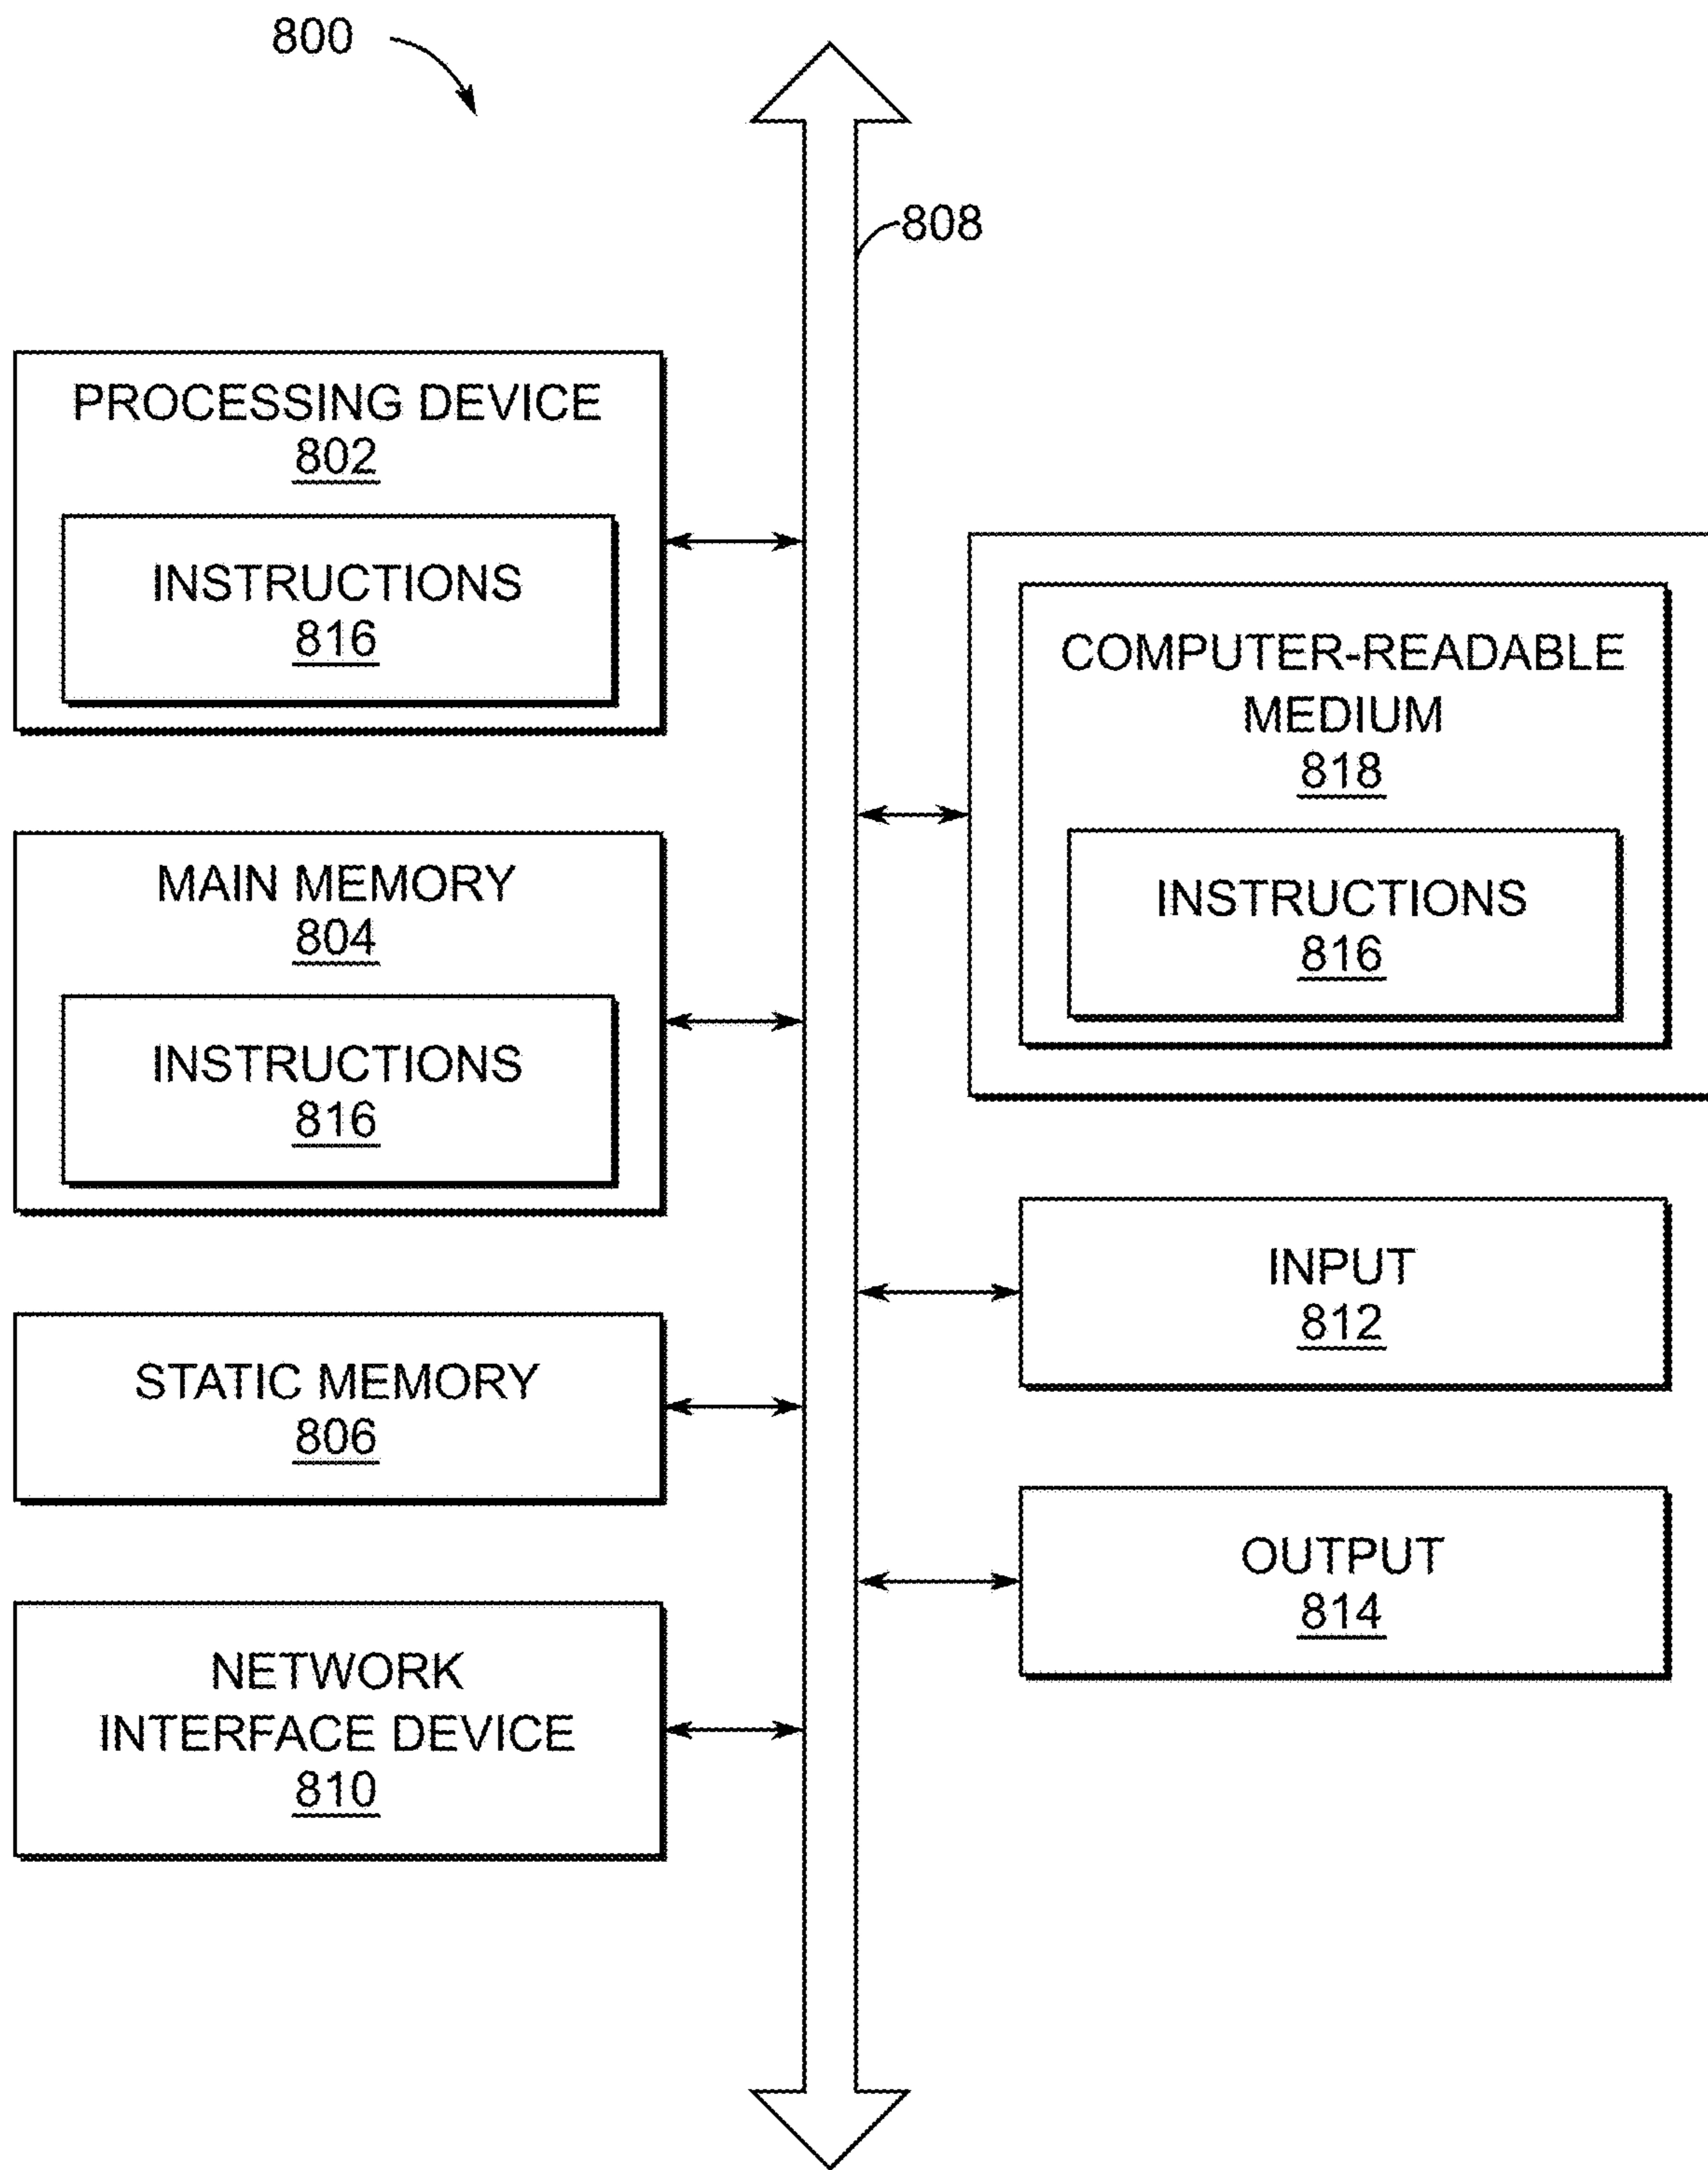 800
808
PROCESSING DEVICE
802
INSTRUCTIONS
816
MAIN MEMORY
804
INSTRUCTIONS
816
STATIC MEMORY
806
NETWORK
INTERFACE DEVICE
810
COMPUTER-READABLE
MEDIUM
818
INSTRUCTIONS
816
INPUT
812
OUTPUT
814